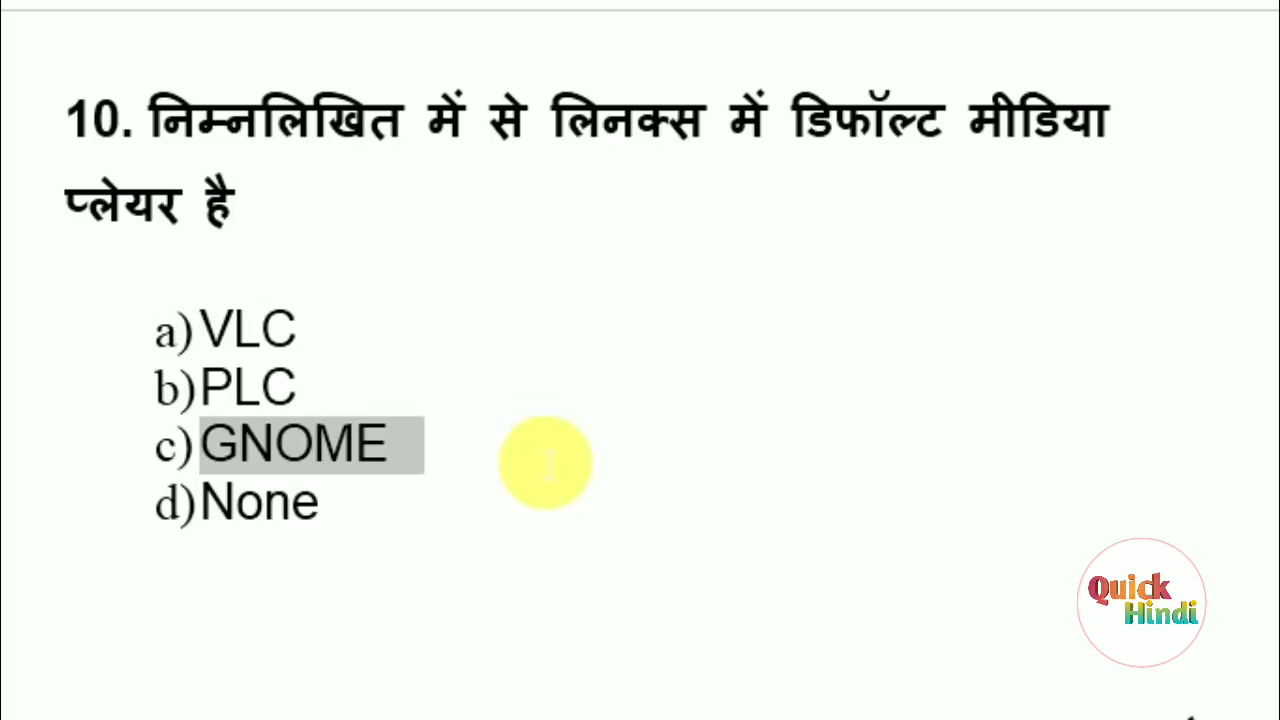 10. निम्नलिखित में से लिनक्स में डिफॉल्ट मीडिया
प्लेयर है
a) VLC
b) PLC
c) GNOME
d) None
Quick
Hindi